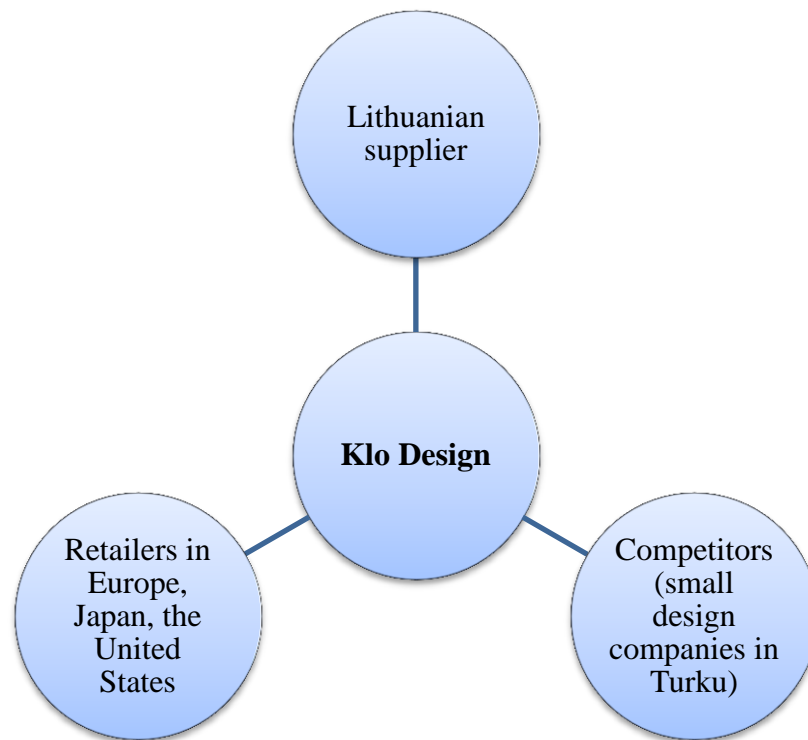 Lithuanian
supplier
Klo Design
Retailers in
Europe,
Japan, the
United
States
Competitors
(small
design
companies in
Turku)